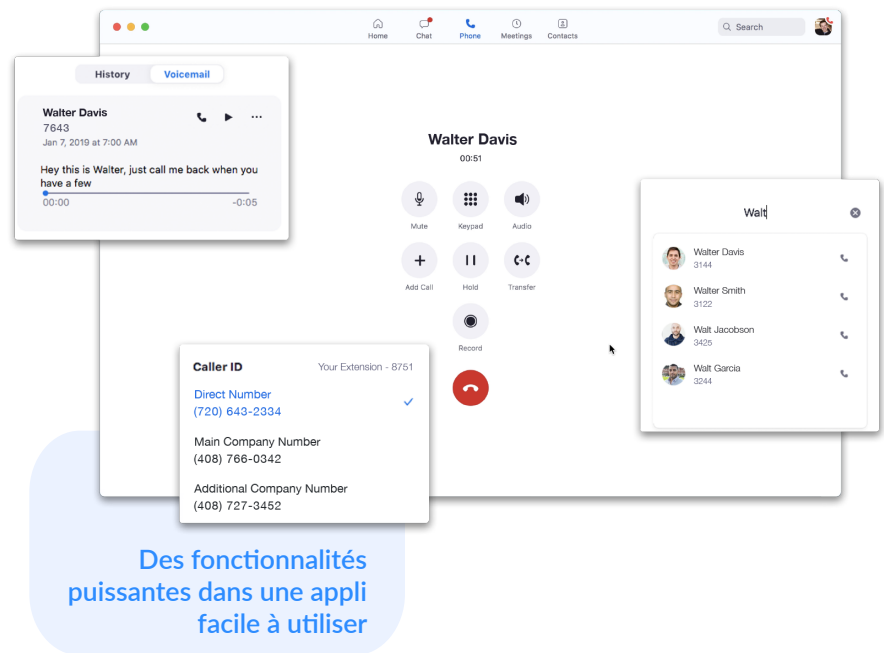 Home
Chat
Phone
Meetings
Contacts
Search
History
Voicemail
Walter Davis
7643
Jan 7, 2019 at 7:00 AM
Hey this is Walter, just call me back when you
have a few
00:00
-0:05
Walter Davis
00:51
Mute
Keypad
Audio
Add Call
Hold
Transfer
Record
Walt
Walter Davis
3144
Walter Smith
3122
Walt Jacobson
3425
Walt Garcia
3244
Caller ID
Your Extension - 8751
Direct Number
(720) 643-2334
Main Company Number
(408) 766-0342
Additional Company Number
(408) 727-3452
Des fonctionnalités
puissantes dans une appli
facile à utiliser